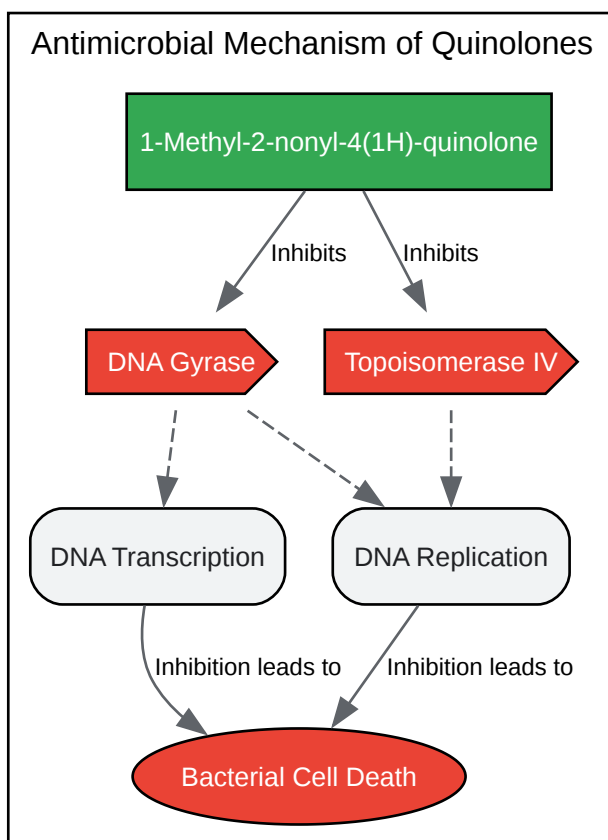 Antimicrobial Mechanism of Quinolones
1-Methyl-2-nonyl-4(1H)-quinolone
Inhibits
Inhibits
DNA Gyrase
Topoisomerase IV
DNA Transcription
DNA Replication
Inhibition leads to
Inhibition leads to
Bacterial Cell Death